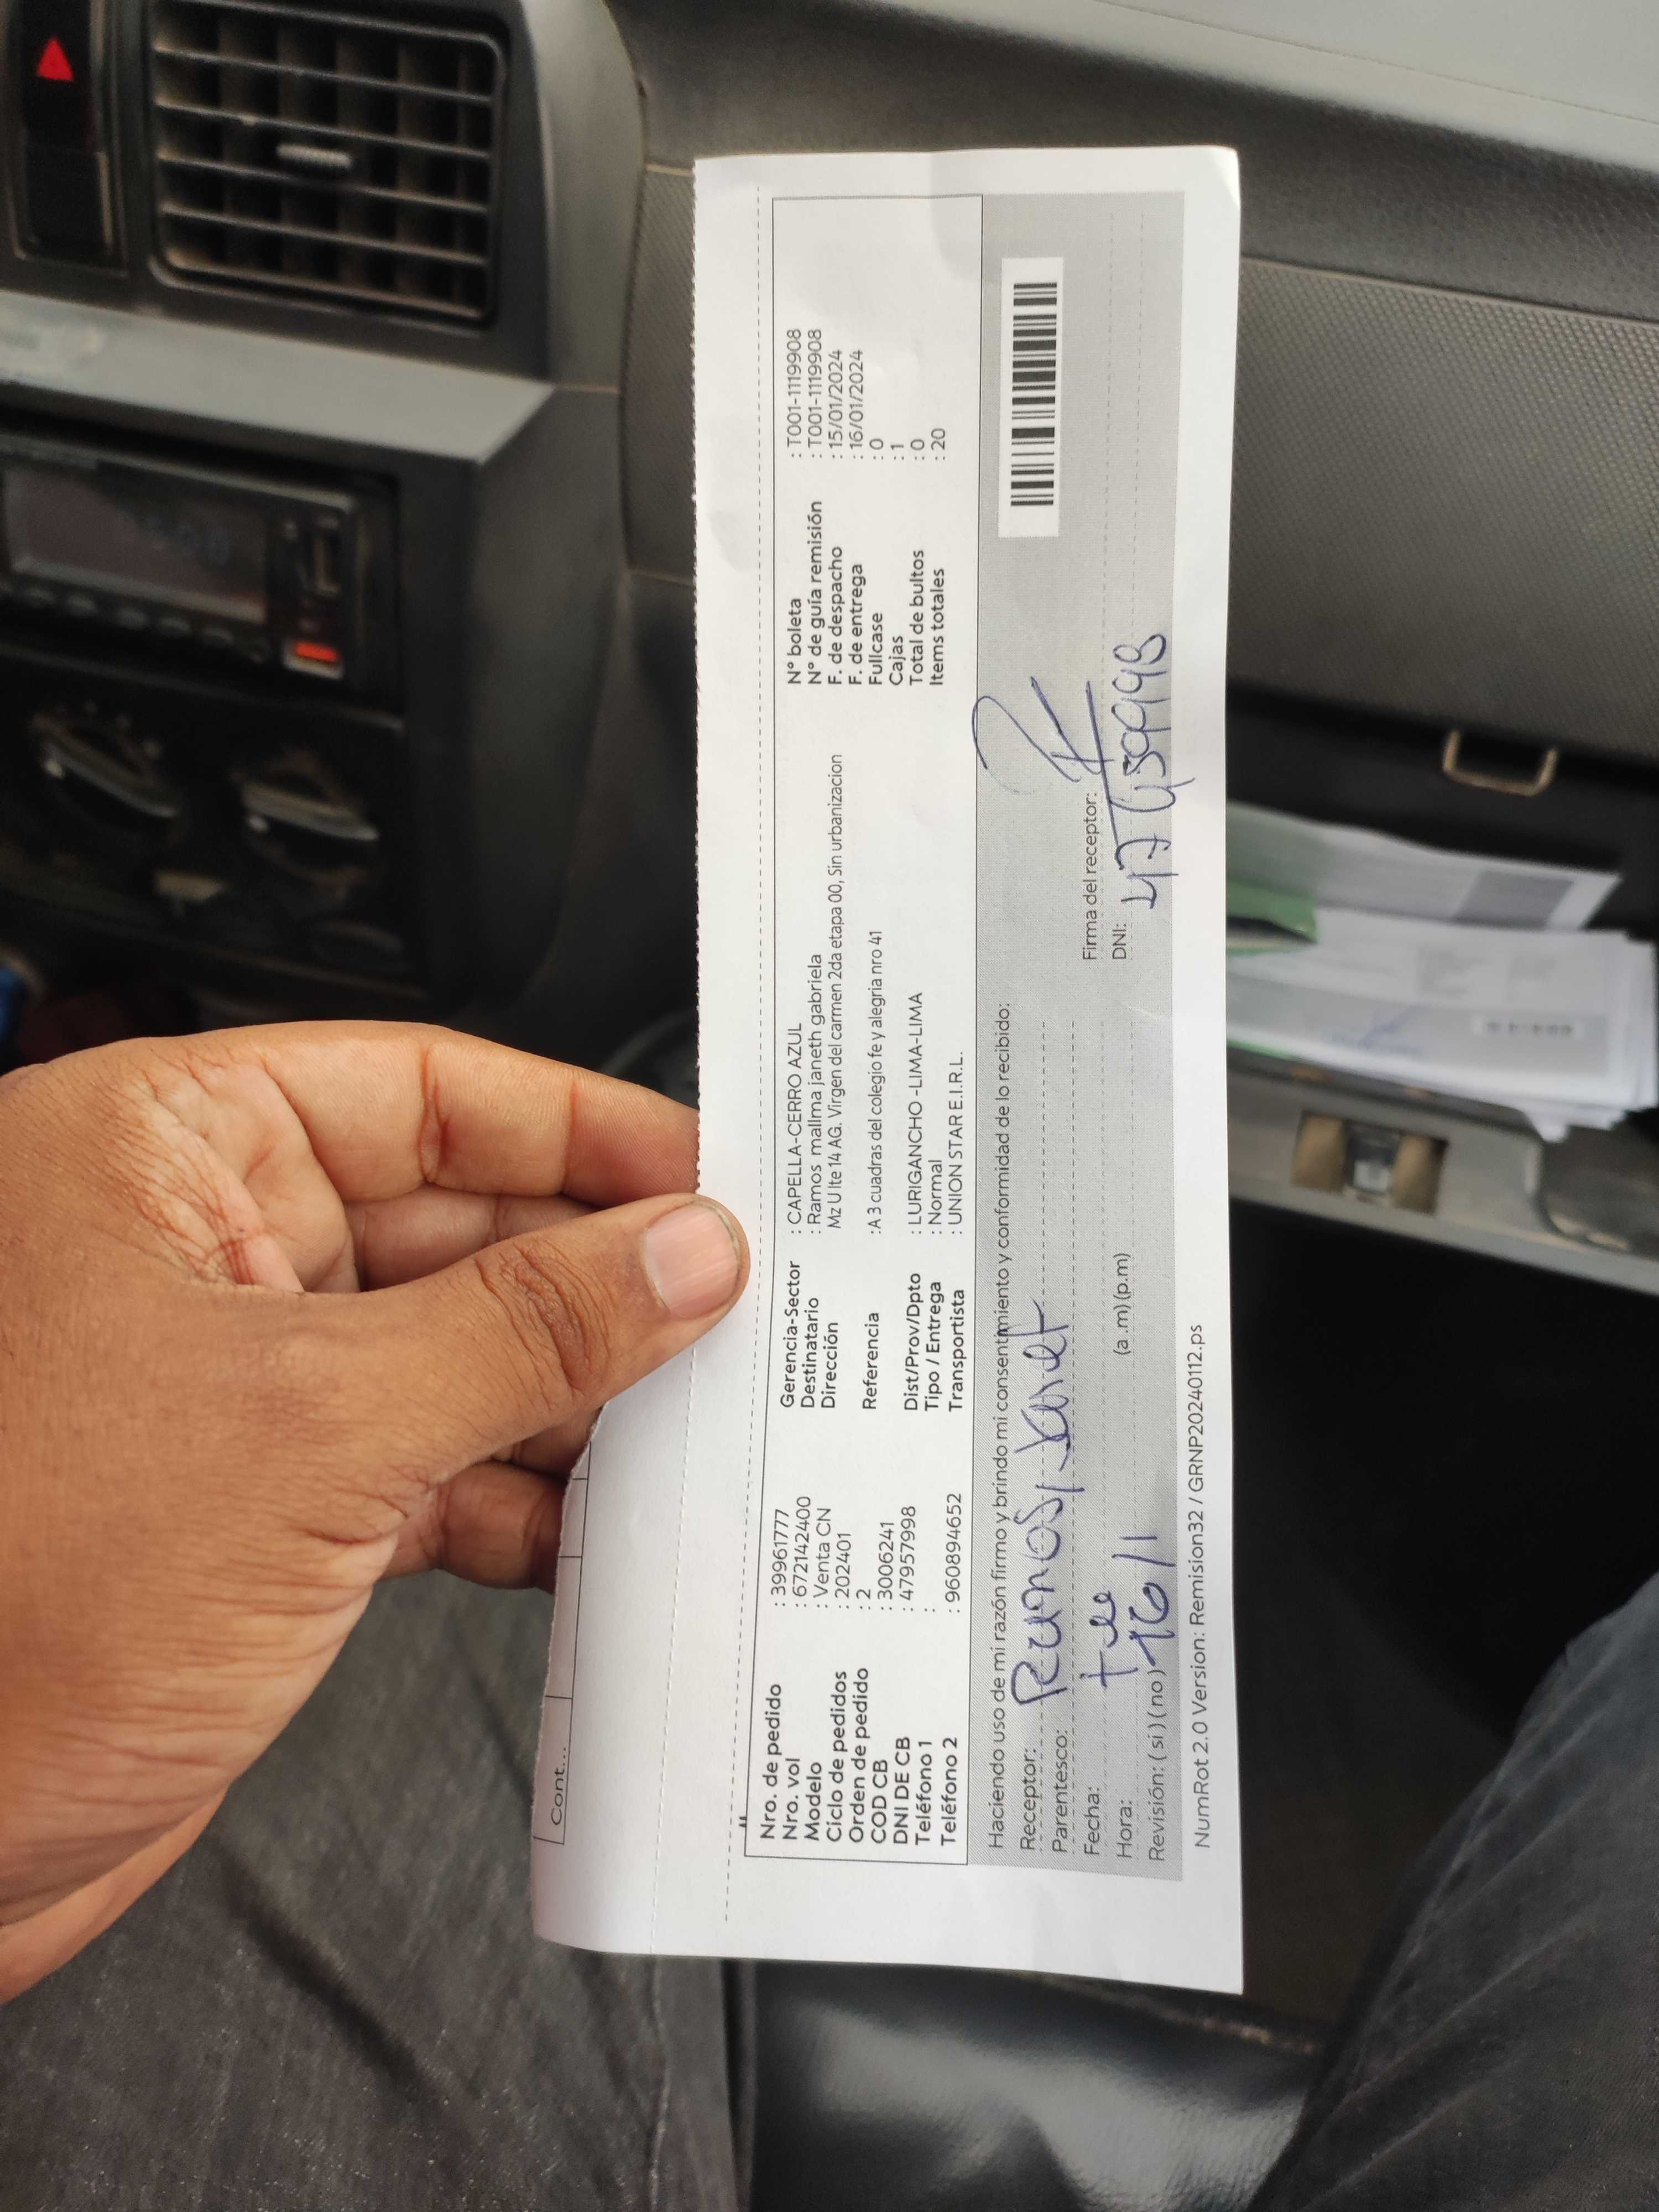 Cont...
Nro. de pedido : 39961777
Nro. vol : 672142400
Modelo : Venta CN
Ciclo de pedidos : 202401
Orden de pedido : 2
COD CB : 3006241
DNI DE CB : 47957998
Teléfono 1 :
Teléfono 2 : 960894652
Gerencia-Sector : CAPELLA-CERRO AZUL
Destinatario : Ramos mallma janeth gabriela
Dirección Mz U lte 14 AG. Virgen del carmen 2da etapa 00, Sin urbanizacion
Referencia : A 3 cuadras del colegio fe y alegria nro 41
Dist/Prov/Dpto : LURIGANCHO -LIMA-LIMA
Tipo / Entrega : Normal
Transportista : UNION STAR E.I.R.L.
N° boleta : T001-1119908
N° de guía remisión : T001-1119908
F. de despacho : 15/01/2024
F. de entrega : 16/01/2024
Fullcase : 0
Cajas : 1
Total de bultos : 0
Items totales : 20
Haciendo uso de mi razón firmo y brindo mi consentimiento y conformidad de lo recibido:
Receptor: Ramos
Parentesco:
Fecha:
Hora: 16/1 (a .m) (p.m)
Revisión: ( si ) ( no )
Firma del receptor:
DNI:
NumRot 2.0 Version: Remision32 / GRNP20240112.ps